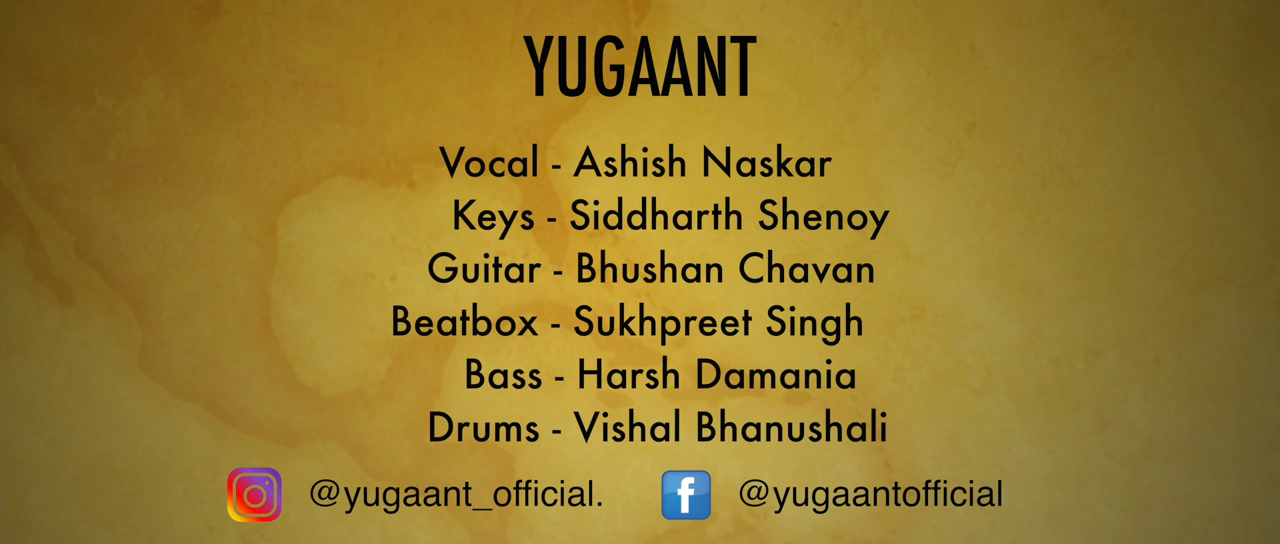 YUGAANT
Vocal - Ashish Naskar
Keys - Siddharth Shenoy
Guitar - Bhushan Chavan
Beatbox - Sukhpreet Singh
Bass - Harsh Damania
Drums - Vishal Bhanushali
@yugaant_official. @yugaantofficial